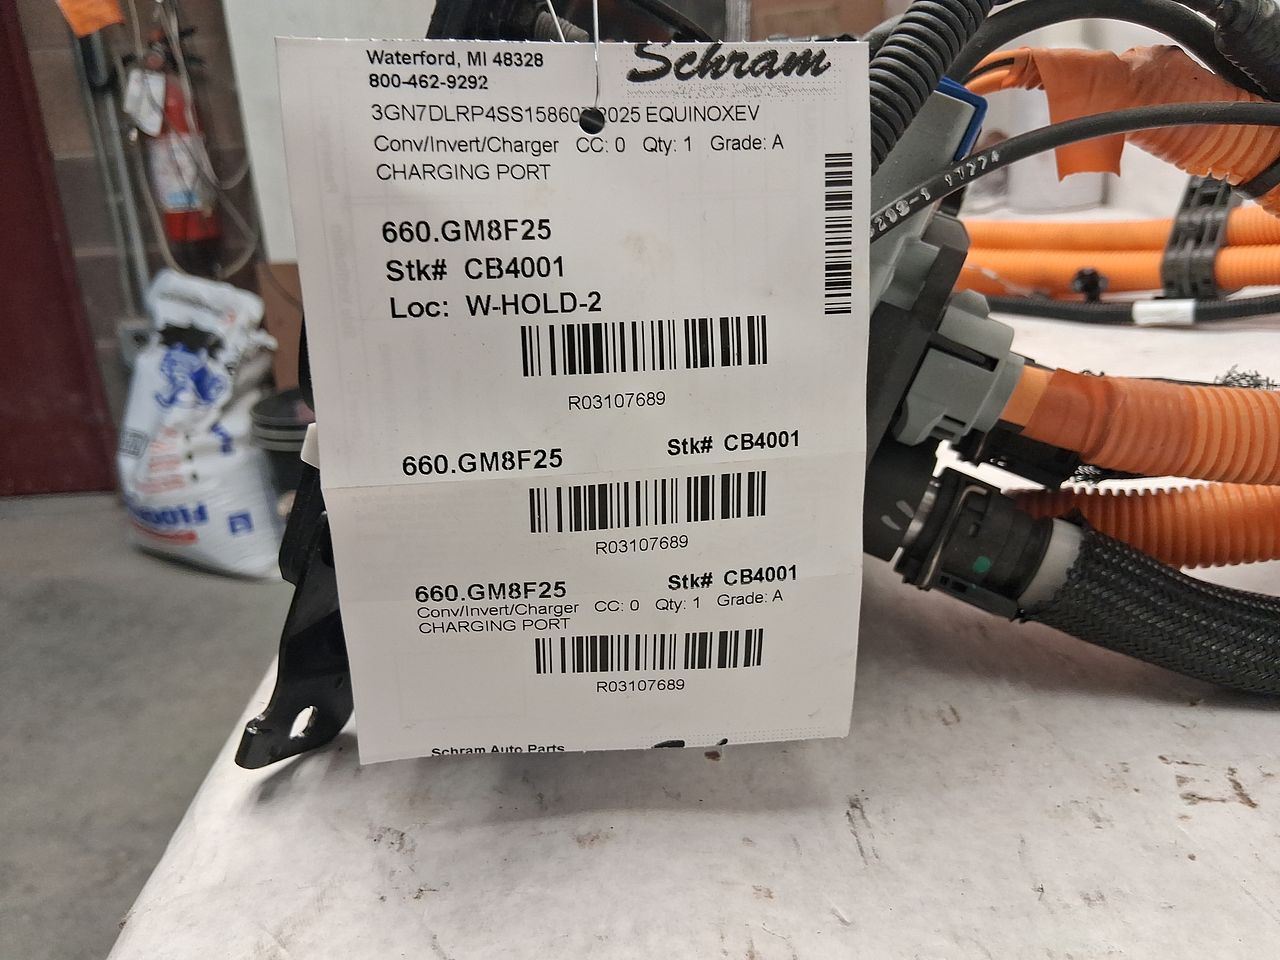 Waterford, MI 48328
800-462-9292
Schram
EQUINOXEV
Conv/Invert/Charger CC: 0 Qty: 1 Grade: A
CHARGING PORT
660.GM8F25
Stk# CB4001
Loc: W-HOLD-2
R03107689
660.GM8F25 Stk# CB4001
R03107689
660.GM8F25 Stk# CB4001
Conv/Invert/Charger CC: 0 Qty: 1 Grade: A
CHARGING PORT
R03107689
Schram Auto Parts